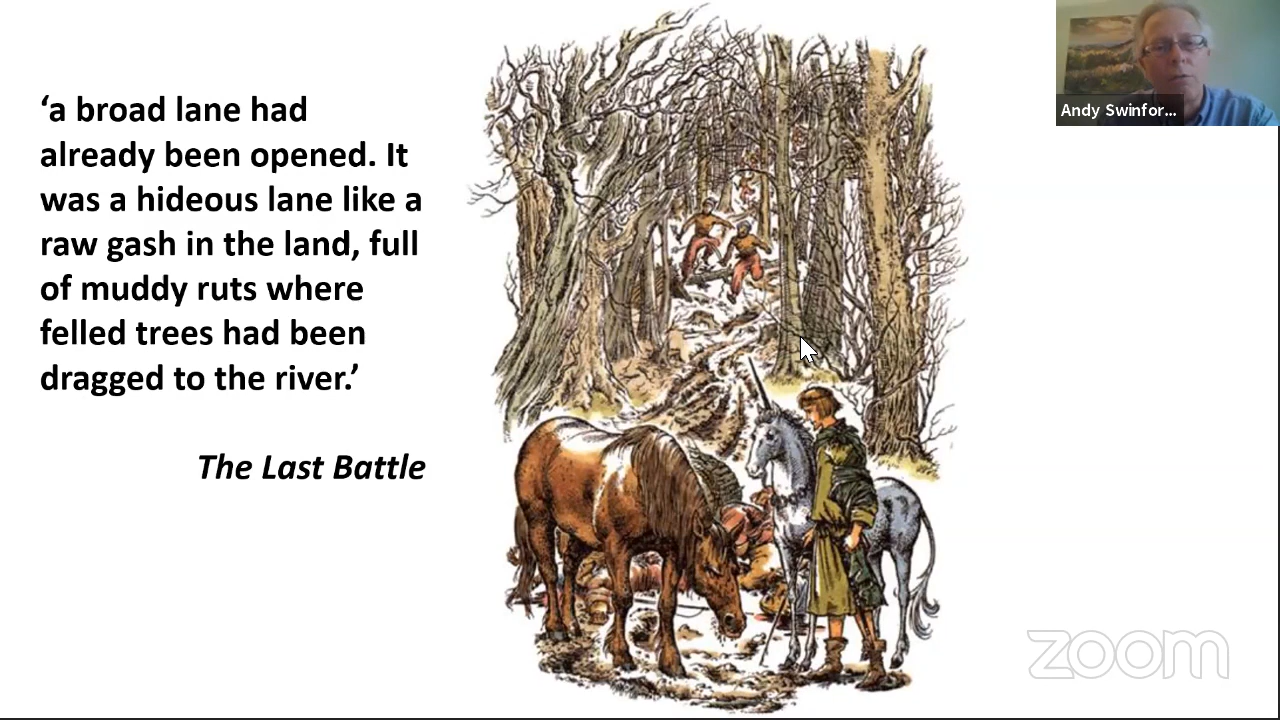 ‘a broad lane had
already been opened. It
was a hideous lane like a
raw gash in the land, full
of muddy ruts where
felled trees had been
dragged to the river.’
The Last Battle
Andy Swinfor...
zoom